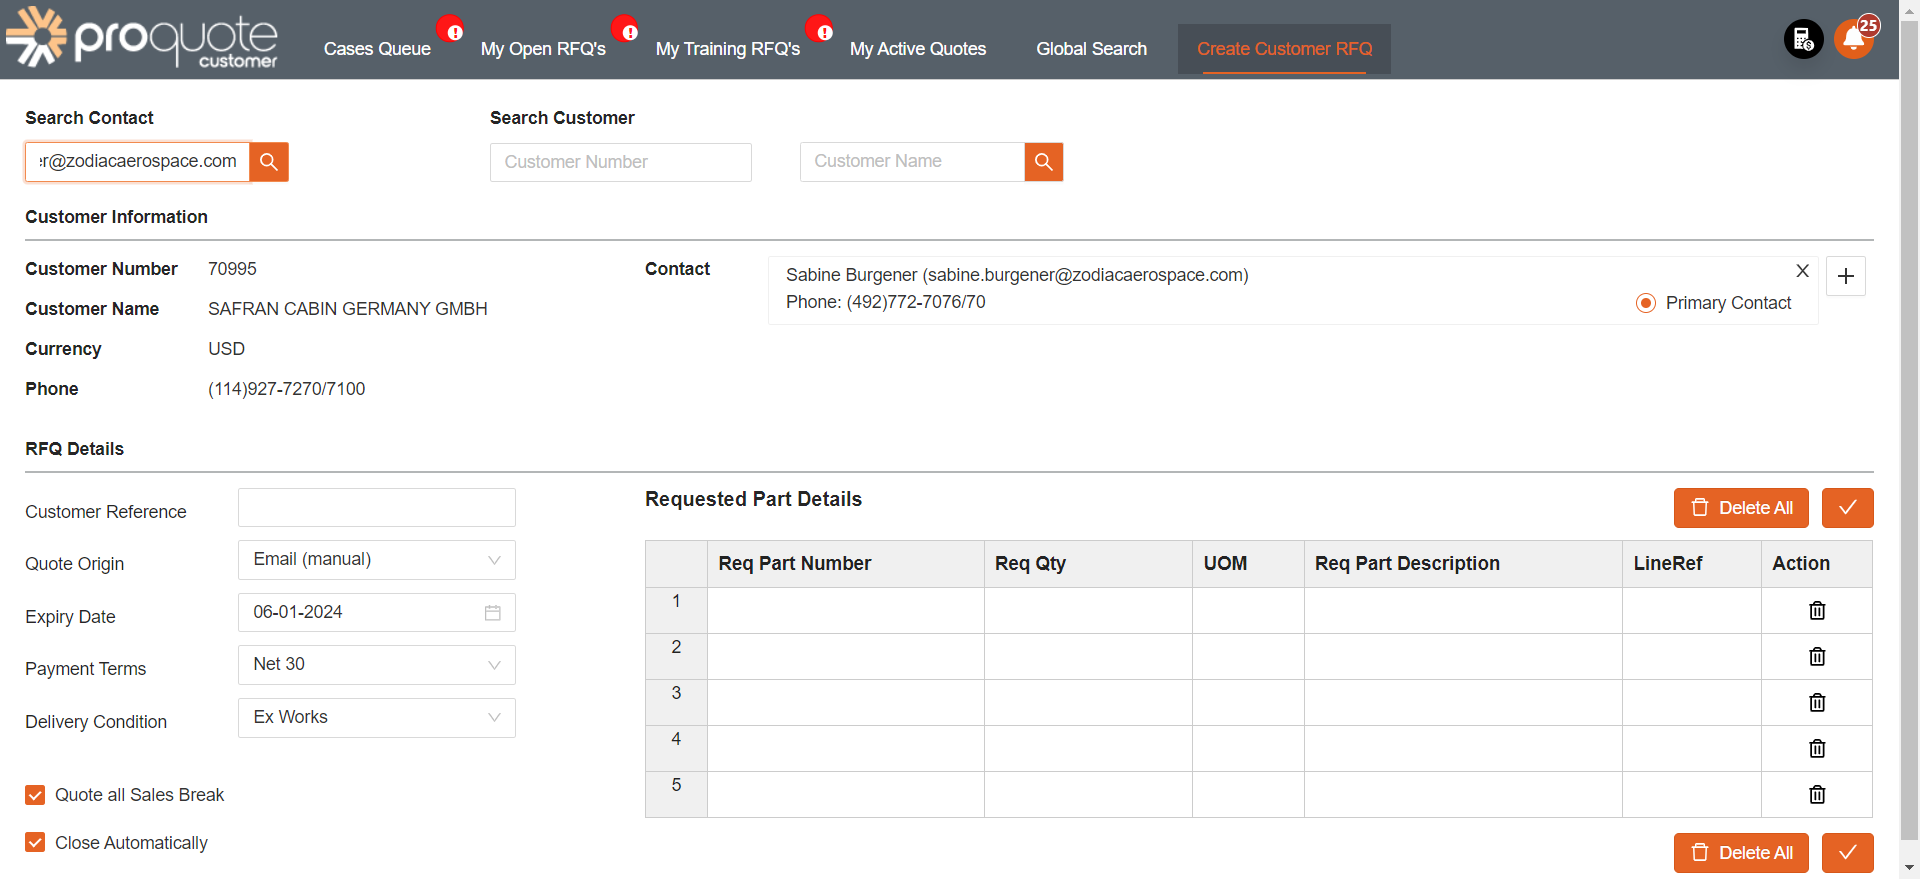 proquote
customer
Cases Queue
My Open RFQ's
My Training RFQ's
My Active Quotes
Global Search
Create Customer RFQ
25
Search Contact
Search Customer
er@zodiacaerospace.com
Customer Number
Customer Name
Customer Information
Customer Number 70995
Contact
Sabine Burgener (sabine.burgener@zodiacaerospace.com)
X
Phone: (492)772-7076/70
Primary Contact
Customer Name SAFRAN CABIN GERMANY GMBH
Currency USD
Phone (114)927-7270/7100
RFQ Details
Customer Reference
Quote Origin Email (manual)
Expiry Date 06-01-2024
Payment Terms Net 30
Delivery Condition Ex Works
Quote all Sales Break
Close Automatically
Requested Part Details
Delete All
Req Part Number Req Qty UOM Req Part Description LineRef Action
1
2
3
4
5
Delete All